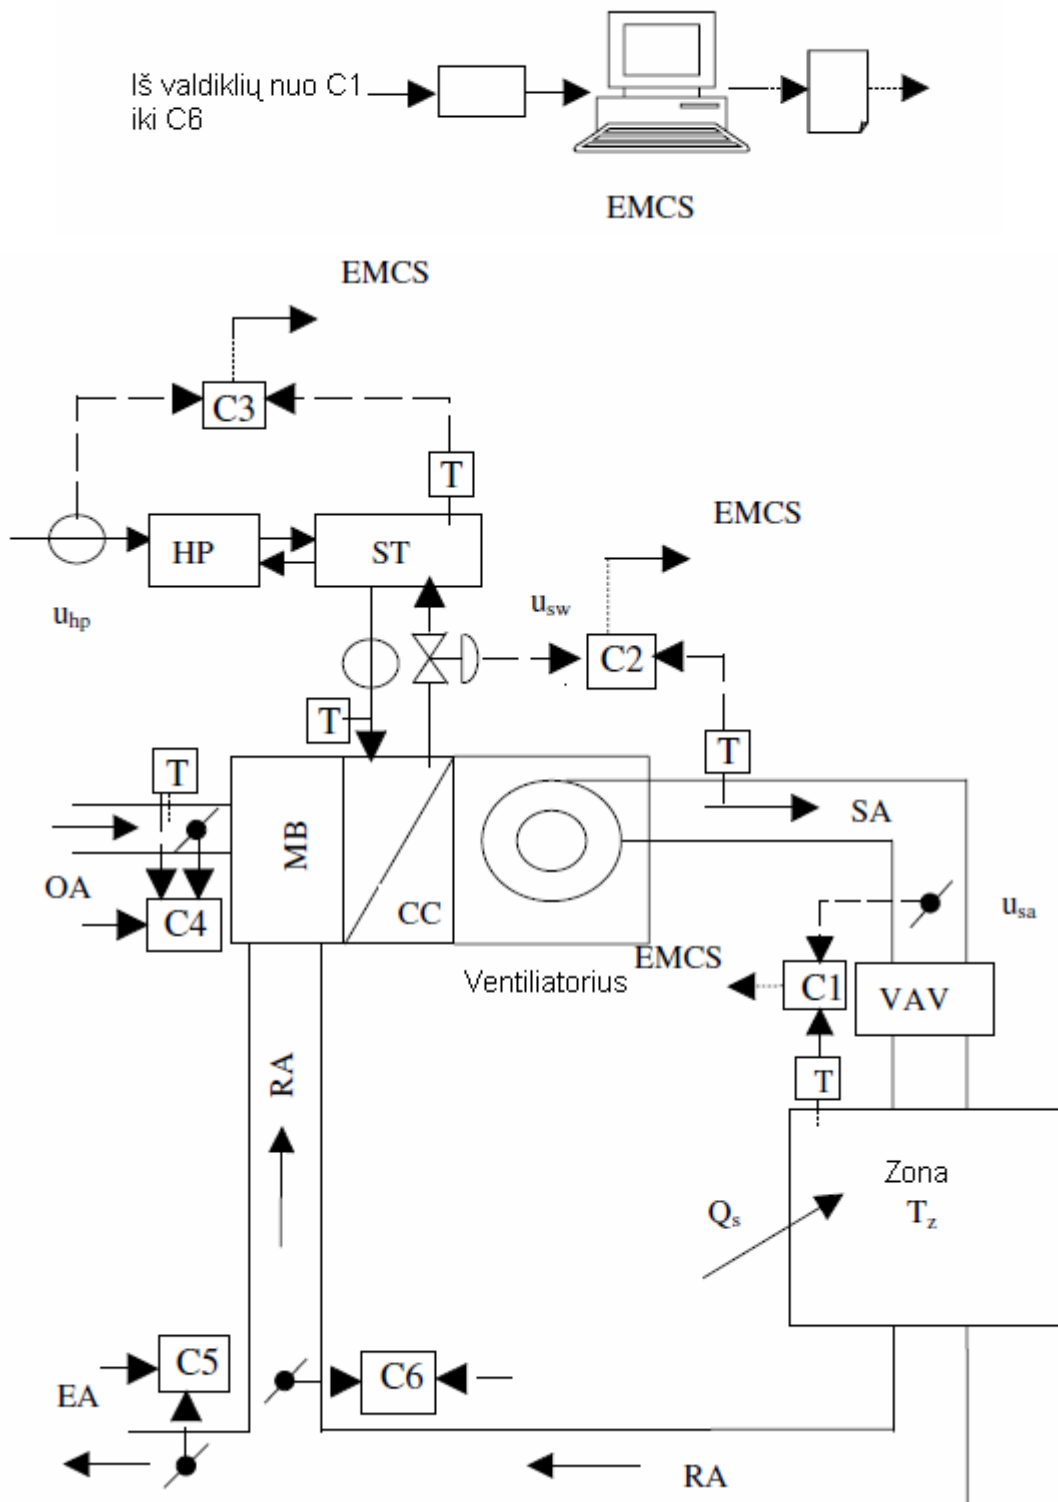 Iš valdiklių nuo C1
iki C6
EMCS
EMCS
C3
T
EMCS
HP
ST
u_hp
u_sw
C2
T
T
T
SA
MB
OA
CC
C4
u_sa
EMCS
Ventiliatorius
C1
VAV
RA
T
Zona
T_z
Q_s
C5
C6
EA
RA